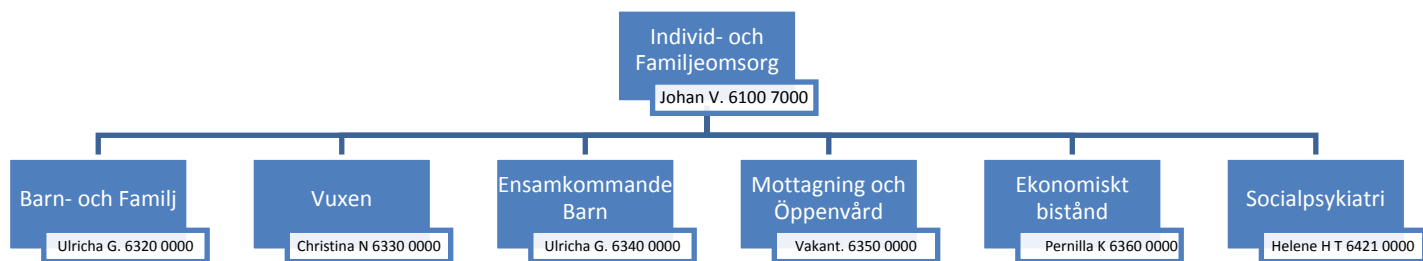 Individ- och
Familjeomsorg
Johan V. 6100 7000
Barn- och Familj
Ulricha G. 6320 0000
Vuxen
Christina N 6330 0000
Ensamkommande
Barn
Ulricha G. 6340 0000
Mottagning och
Öppenvård
Vakant. 6350 0000
Ekonomiskt
bistånd
Pernilla K 6360 0000
Socialpsykiatri
Helene H T 6421 0000